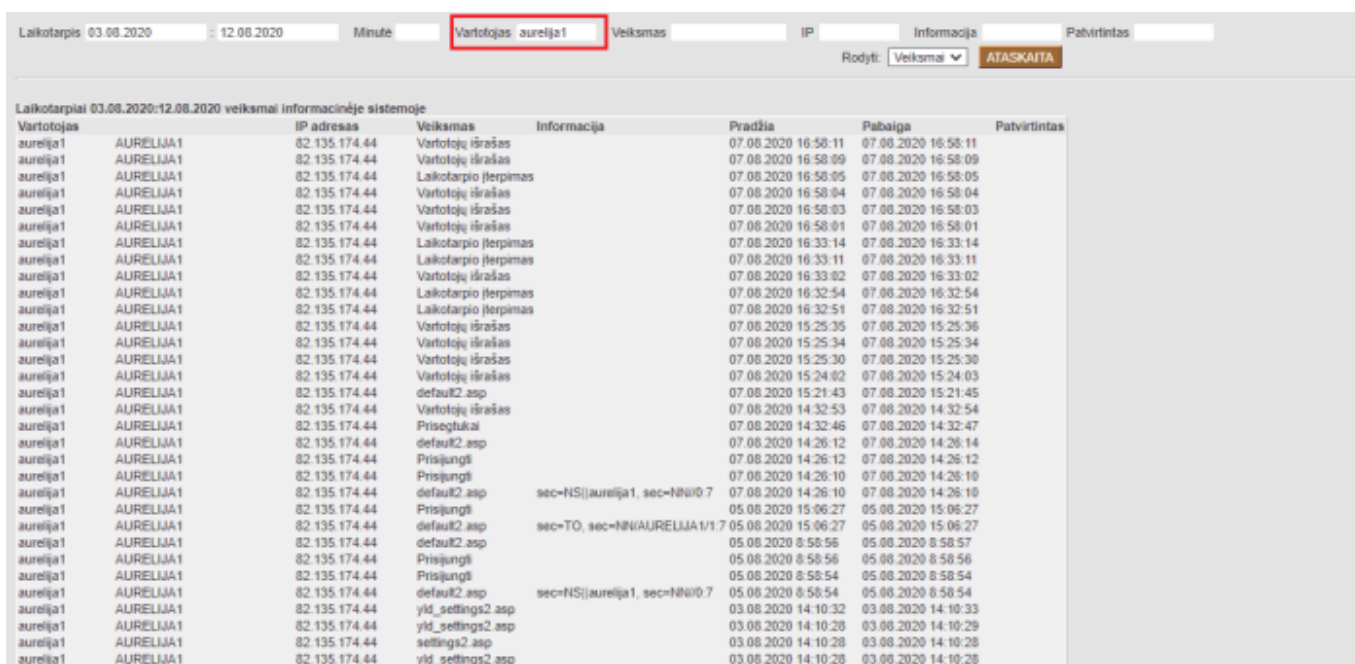 Laikotarpis 03.08.2020 : 12.08.2020 Minutė Vartotojas aurelija1 Veiksmas IP Informacija Patvirtintas
Rodyti: Veiksmai ATASKAITA
Laikotarpiai 03.08.2020:12.08.2020 veiksmai informacinėje sistemoje
Vartotojas IP adresas Veiksmas Informacija Pradžia Pabaiga Patvirtintas
aurelija1 AURELIJA1 82.135.174.44 Vartotojų išrašas 07.08.2020 16:58:11 07.08.2020 16:58:11
aurelija1 AURELIJA1 82.135.174.44 Vartotojų išrašas 07.08.2020 16:58:09 07.08.2020 16:58:09
aurelija1 AURELIJA1 82.135.174.44 Laikotarpio įterpimas 07.08.2020 16:58:05 07.08.2020 16:58:05
aurelija1 AURELIJA1 82.135.174.44 Vartotojų išrašas 07.08.2020 16:58:04 07.08.2020 16:58:04
aurelija1 AURELIJA1 82.135.174.44 Vartotojų išrašas 07.08.2020 16:58:03 07.08.2020 16:58:03
aurelija1 AURELIJA1 82.135.174.44 Vartotojų išrašas 07.08.2020 16:58:01 07.08.2020 16:58:01
aurelija1 AURELIJA1 82.135.174.44 Laikotarpio įterpimas 07.08.2020 16:33:14 07.08.2020 16:33:14
aurelija1 AURELIJA1 82.135.174.44 Laikotarpio įterpimas 07.08.2020 16:33:11 07.08.2020 16:33:11
aurelija1 AURELIJA1 82.135.174.44 Vartotojų išrašas 07.08.2020 16:33:02 07.08.2020 16:33:02
aurelija1 AURELIJA1 82.135.174.44 Laikotarpio įterpimas 07.08.2020 16:32:54 07.08.2020 16:32:54
aurelija1 AURELIJA1 82.135.174.44 Laikotarpio įterpimas 07.08.2020 16:32:51 07.08.2020 16:32:51
aurelija1 AURELIJA1 82.135.174.44 Vartotojų išrašas 07.08.2020 15:25:35 07.08.2020 15:25:36
aurelija1 AURELIJA1 82.135.174.44 Vartotojų išrašas 07.08.2020 15:25:34 07.08.2020 15:25:34
aurelija1 AURELIJA1 82.135.174.44 Vartotojų išrašas 07.08.2020 15:25:30 07.08.2020 15:25:30
aurelija1 AURELIJA1 82.135.174.44 Vartotojų išrašas 07.08.2020 15:24:02 07.08.2020 15:24:03
aurelija1 AURELIJA1 82.135.174.44 default2.asp 07.08.2020 15:21:43 07.08.2020 15:21:45
aurelija1 AURELIJA1 82.135.174.44 Vartotojų išrašas 07.08.2020 14:32:53 07.08.2020 14:32:54
aurelija1 AURELIJA1 82.135.174.44 Prisegtukai 07.08.2020 14:32:46 07.08.2020 14:32:47
aurelija1 AURELIJA1 82.135.174.44 default2.asp 07.08.2020 14:26:12 07.08.2020 14:26:14
aurelija1 AURELIJA1 82.135.174.44 Prisijungti 07.08.2020 14:26:12 07.08.2020 14:26:12
aurelija1 AURELIJA1 82.135.174.44 Prisijungti 07.08.2020 14:26:10 07.08.2020 14:26:10
aurelija1 AURELIJA1 82.135.174.44 default2.asp sec=NS||aurelija1, sec=NN//0:7 07.08.2020 14:26:10 07.08.2020 14:26:10
aurelija1 AURELIJA1 82.135.174.44 Prisijungti 05.08.2020 15:06:27 05.08.2020 15:06:27
aurelija1 AURELIJA1 82.135.174.44 default2.asp sec=TO, sec=NN/AURELIJA1/1:7 05.08.2020 15:06:27 05.08.2020 15:06:27
aurelija1 AURELIJA1 82.135.174.44 default2.asp 05.08.2020 8:58:56 05.08.2020 8:58:57
aurelija1 AURELIJA1 82.135.174.44 Prisijungti 05.08.2020 8:58:56 05.08.2020 8:58:56
aurelija1 AURELIJA1 82.135.174.44 Prisijungti 05.08.2020 8:58:54 05.08.2020 8:58:54
aurelija1 AURELIJA1 82.135.174.44 default2.asp sec=NS||aurelija1, sec=NN//0:7 05.08.2020 8:58:54 05.08.2020 8:58:54
aurelija1 AURELIJA1 82.135.174.44 yld_settings2.asp 03.08.2020 14:10:32 03.08.2020 14:10:33
aurelija1 AURELIJA1 82.135.174.44 yld_settings2.asp 03.08.2020 14:10:28 03.08.2020 14:10:29
aurelija1 AURELIJA1 82.135.174.44 settings2.asp 03.08.2020 14:10:28 03.08.2020 14:10:28
aurelija1 AURELIJA1 82.135.174.44 yld_settings2.asp 03.08.2020 14:10:28 03.08.2020 14:10:28